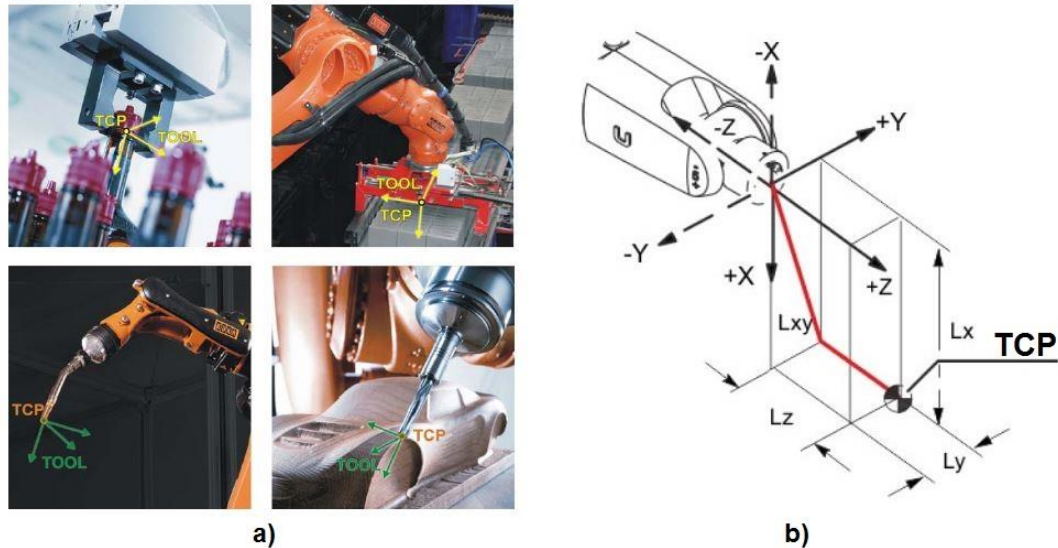 TCP
TOOL
TOOL
TCP
TCP
TOOL
TCP
TOOL
a)
-X
+Y
-Z
-Y
+X
+Z
Lxy
Lx
TCP
Lz
Ly
b)